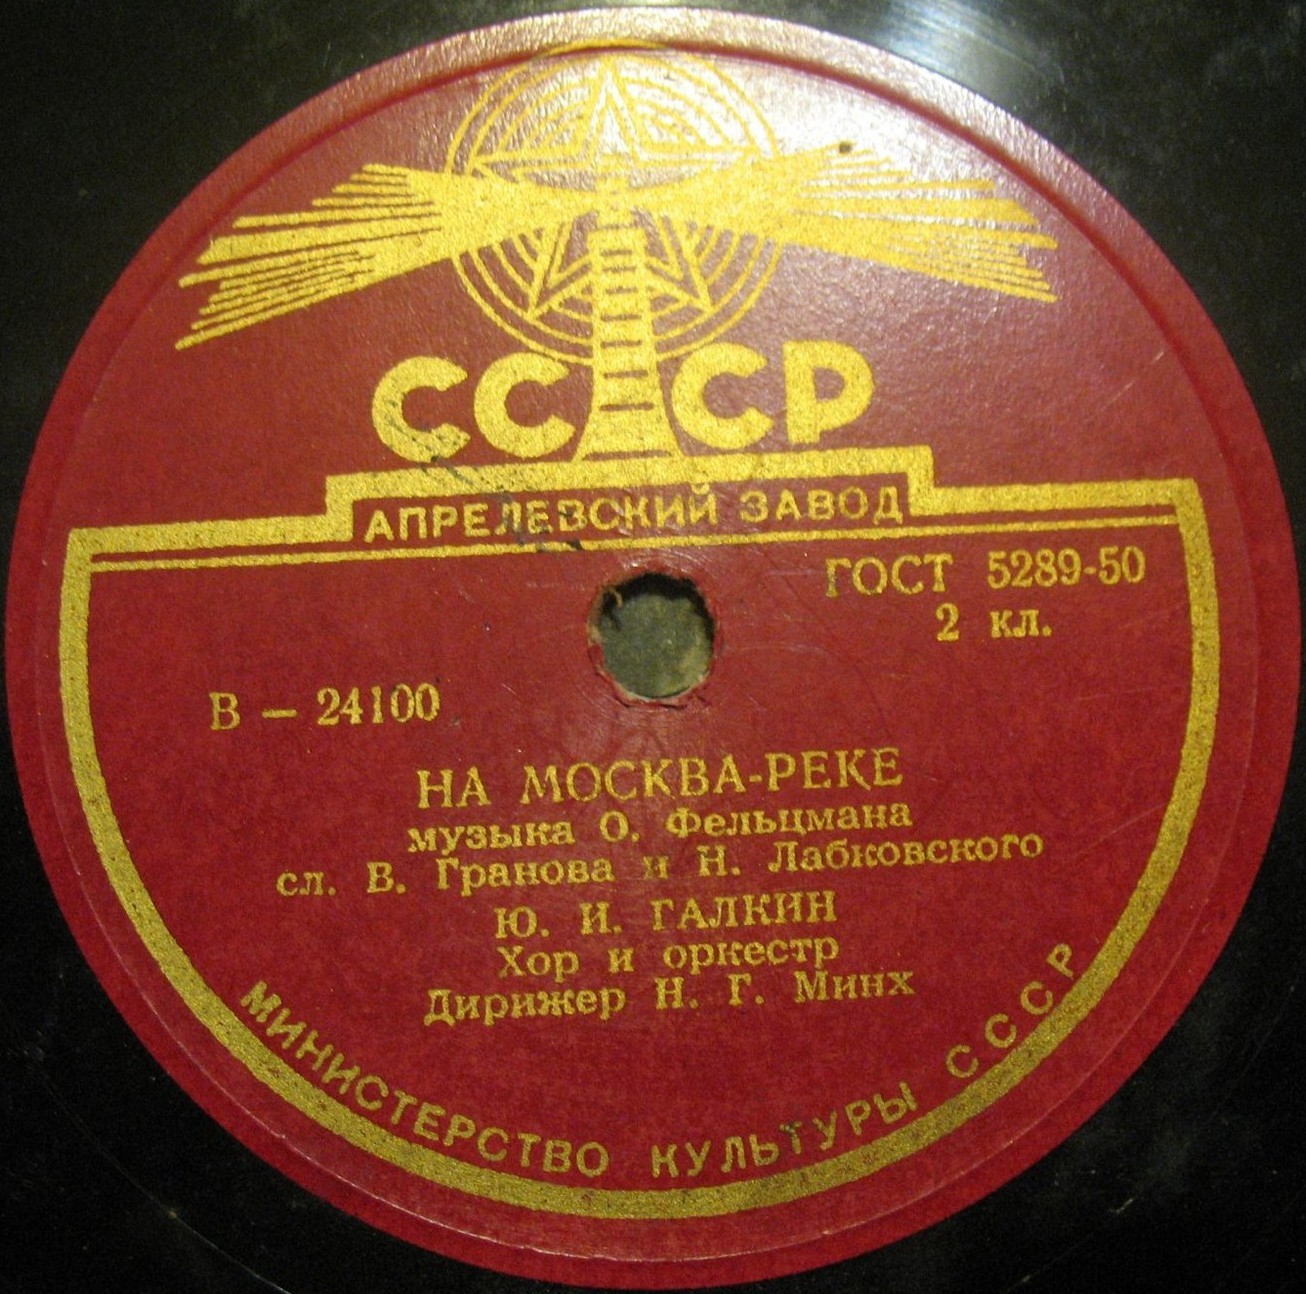 СССР
АПРЕЛЕВСКИЙ ЗАВОД
ГОСТ 5289-50
2 кл.
В — 24100
НА МОСКВА-РЕКЕ
музыка О. Фельцмана
сл. В. Гранова и Н. Лабковского
Ю. И. ГАЛКИН
Хор и оркестр
Дирижер Н. Г. Минх
МИНИСТЕРСТВО КУЛЬТУРЫ СССР